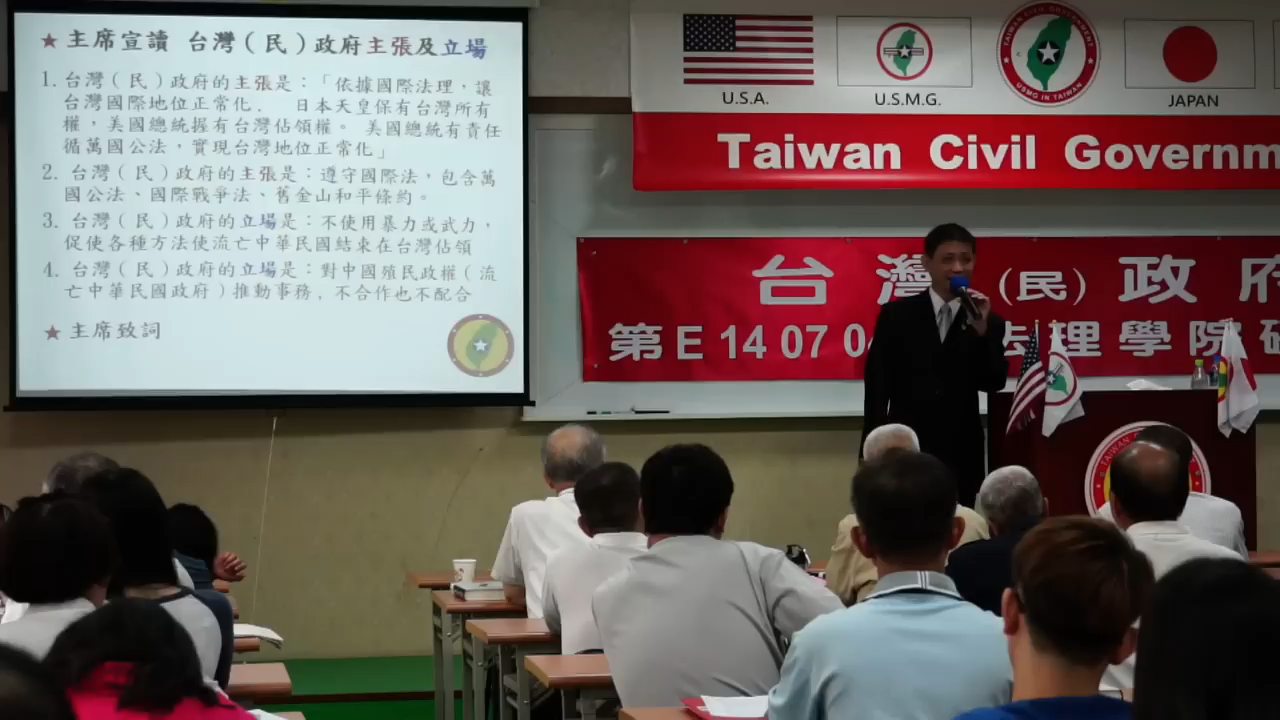 ★ 主席宣讀 台灣（民）政府主張及立場
1. 台灣（民）政府的主張是：「依據國際法理，讓
台灣國際地位正常化． 日本天皇保有台灣所有
權，美國總統握有台灣佔領權。 美國總統有責任
循萬國公法，實現台灣地位正常化」
2. 台灣（民）政府的主張是：遵守國際法，包含萬
國公法、國際戰爭法、舊金山和平條約。
3. 台灣（民）政府的立場是：不使用暴力或武力，
促使各種方法使流亡中華民國結束在台灣佔領
4. 台灣（民）政府的立場是：對中國殖民政權（流
亡中華民國政府）推動事務﹐不合作也不配合
★ 主席致詞
U.S.A.
U.S.M.G.
TAIWAN CIVIL GOVERNMENT
USMG IN TAIWAN
JAPAN
Taiwan Civil Governm
台灣（民）政府
第E 14 07 0 法理學院研
TAIWAN